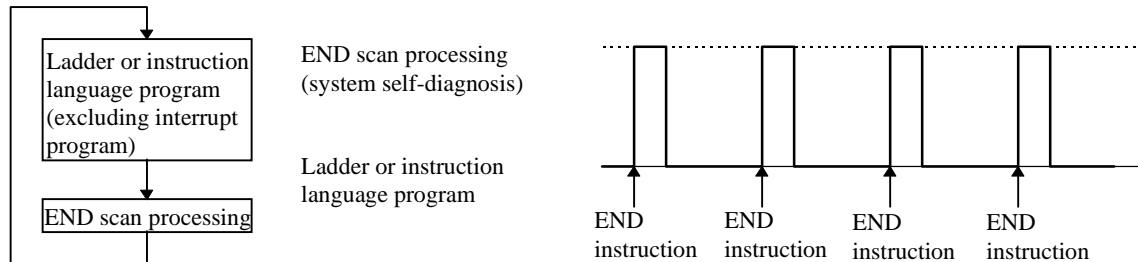 Ladder or instruction
language program
(excluding interrupt
program)
END scan processing
END scan processing
(system self-diagnosis)
Ladder or instruction
language program
END
instruction
END
instruction
END
instruction
END
instruction